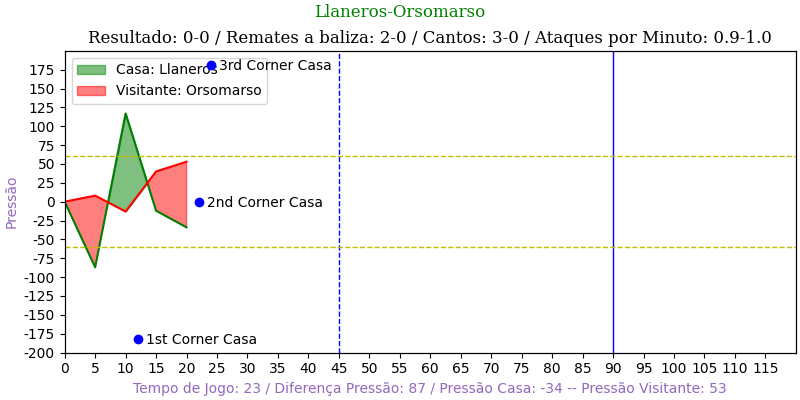 Llaneros-Orsomarso
Resultado: 0-0 / Remates a baliza: 2-0 / Cantos: 3-0 / Ataques por Minuto: 0.9-1.0
Casa: Llaneros
Visitante: Orsomarso
3rd Corner Casa
2nd Corner Casa
1st Corner Casa
Pressão
175
150
125
100
75
50
25
0
-25
-50
-75
-100
-125
-150
-175
-200
0 5 10 15 20 25 30 35 40 45 50 55 60 65 70 75 80 85 90 95 100 105 110 115
Tempo de Jogo: 23 / Diferença Pressão: 87 / Pressão Casa: -34 -- Pressão Visitante: 53